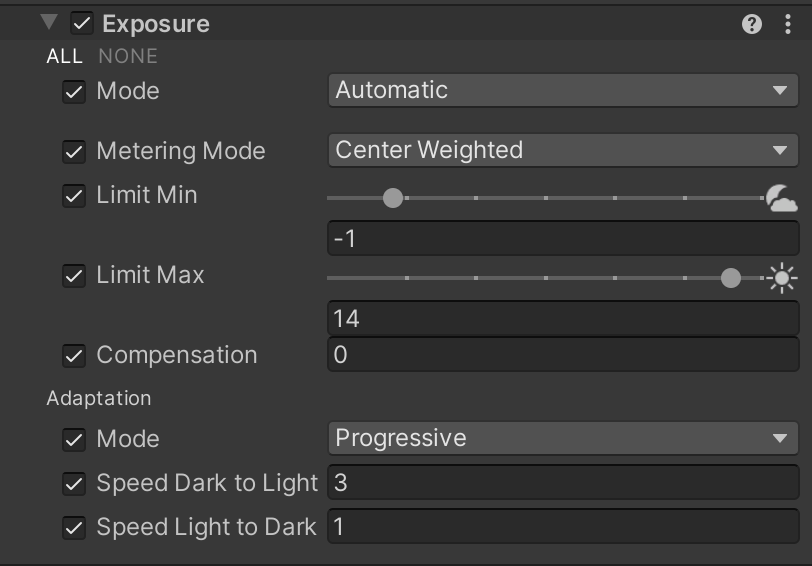 Exposure
ALL NONE
Mode Automatic
Metering Mode Center Weighted
Limit Min
-1
Limit Max
14
Compensation 0
Adaptation
Mode Progressive
Speed Dark to Light 3
Speed Light to Dark 1